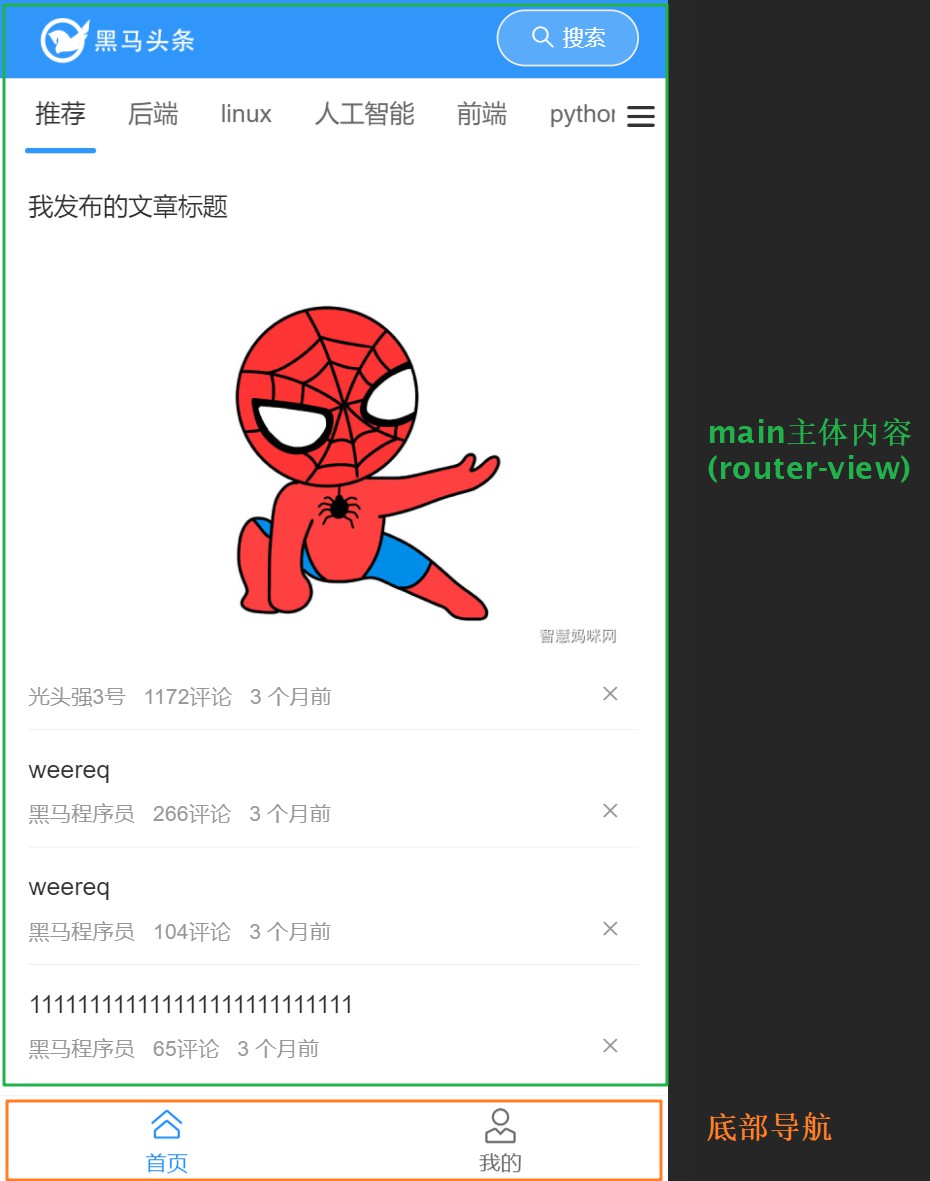 黑马头条
搜索
推荐 后端 linux 人工智能 前端 python
我发布的文章标题
智慧妈咪网
光头强3号 1172评论 3 个月前
weereq
黑马程序员 266评论 3 个月前
weereq
黑马程序员 104评论 3 个月前
111111111111111111111111111
黑马程序员 65评论 3 个月前
首页
我的
main主体内容
(router-view)
底部导航